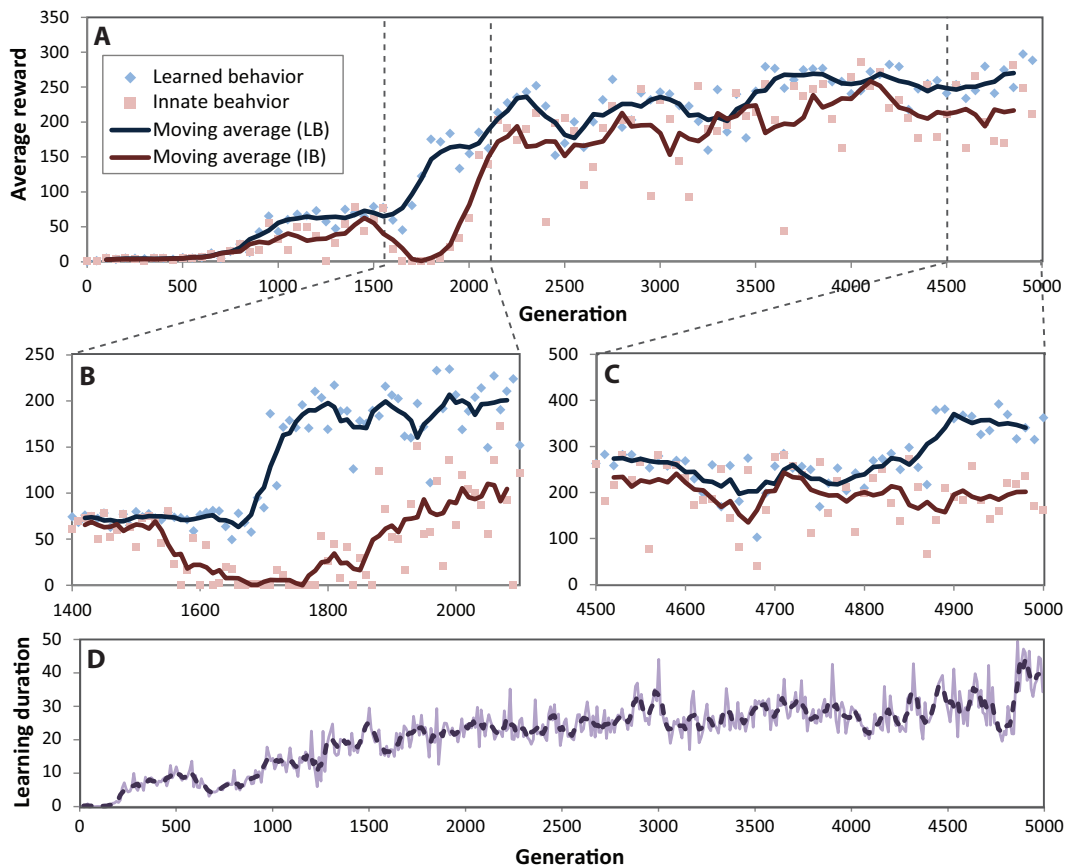 A
350
300
250
200
150
100
50
0
Average reward
Learned behavior
Innate beahvior
Moving average (LB)
Moving average (IB)
0 500 1000 1500 2000 2500 3000 3500 4000 4500 5000
Generation
B
250
200
150
100
50
0
1400 1600 1800 2000
C
500
400
300
200
100
0
4500 4600 4700 4800 4900 5000
D
50
40
30
20
10
0
Learning duration
0 500 1000 1500 2000 2500 3000 3500 4000 4500 5000
Generation